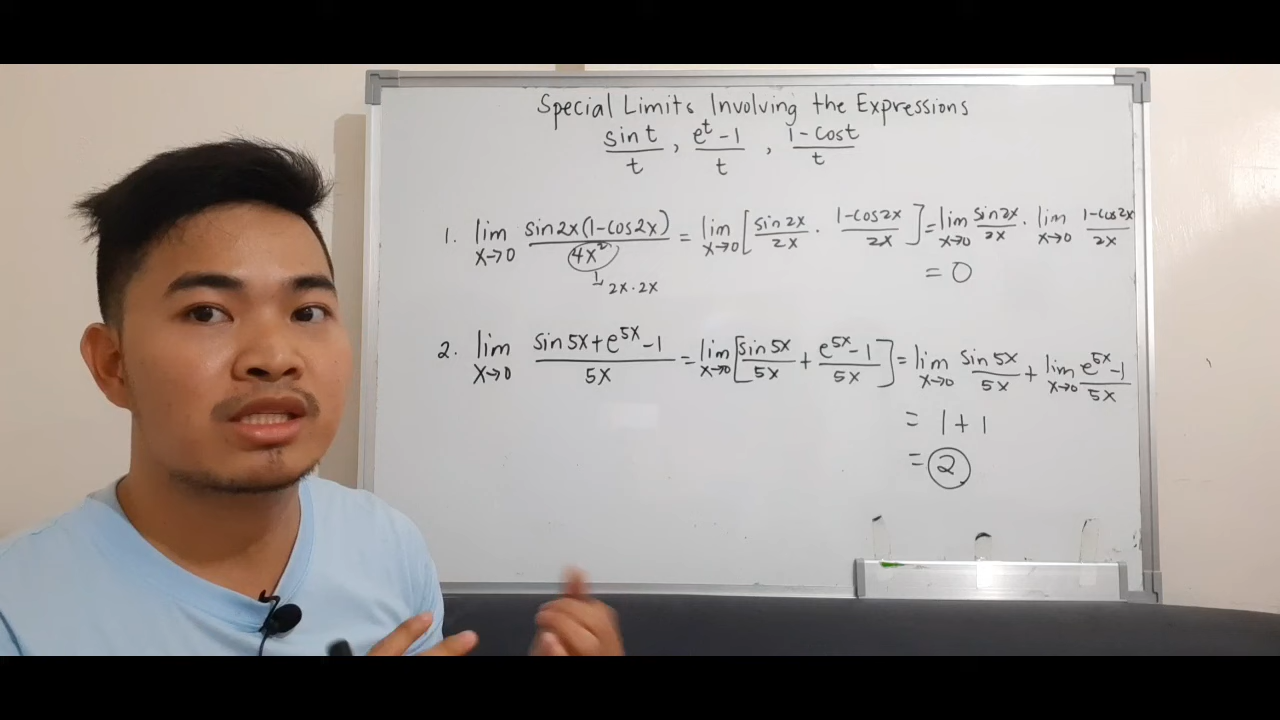 Special Limits Involving the Expressions
sin t / t , e^t - 1 / t , 1 - cos t / t
1. lim x→0 sin2x(1-cos2x) / 4x² = lim x→0 [ sin 2x / 2x · 1-cos2x / 2x ] = lim x→0 sin2x / 2x · lim x→0 1-cos2x / 2x
↳ 2x·2x
= 0
2. lim x→0 sin 5x + e^5x - 1 / 5x = lim x→0 [ sin 5x / 5x + e^5x - 1 / 5x ] = lim x→0 sin 5x / 5x + lim x→0 e^5x - 1 / 5x
= 1 + 1
= 2